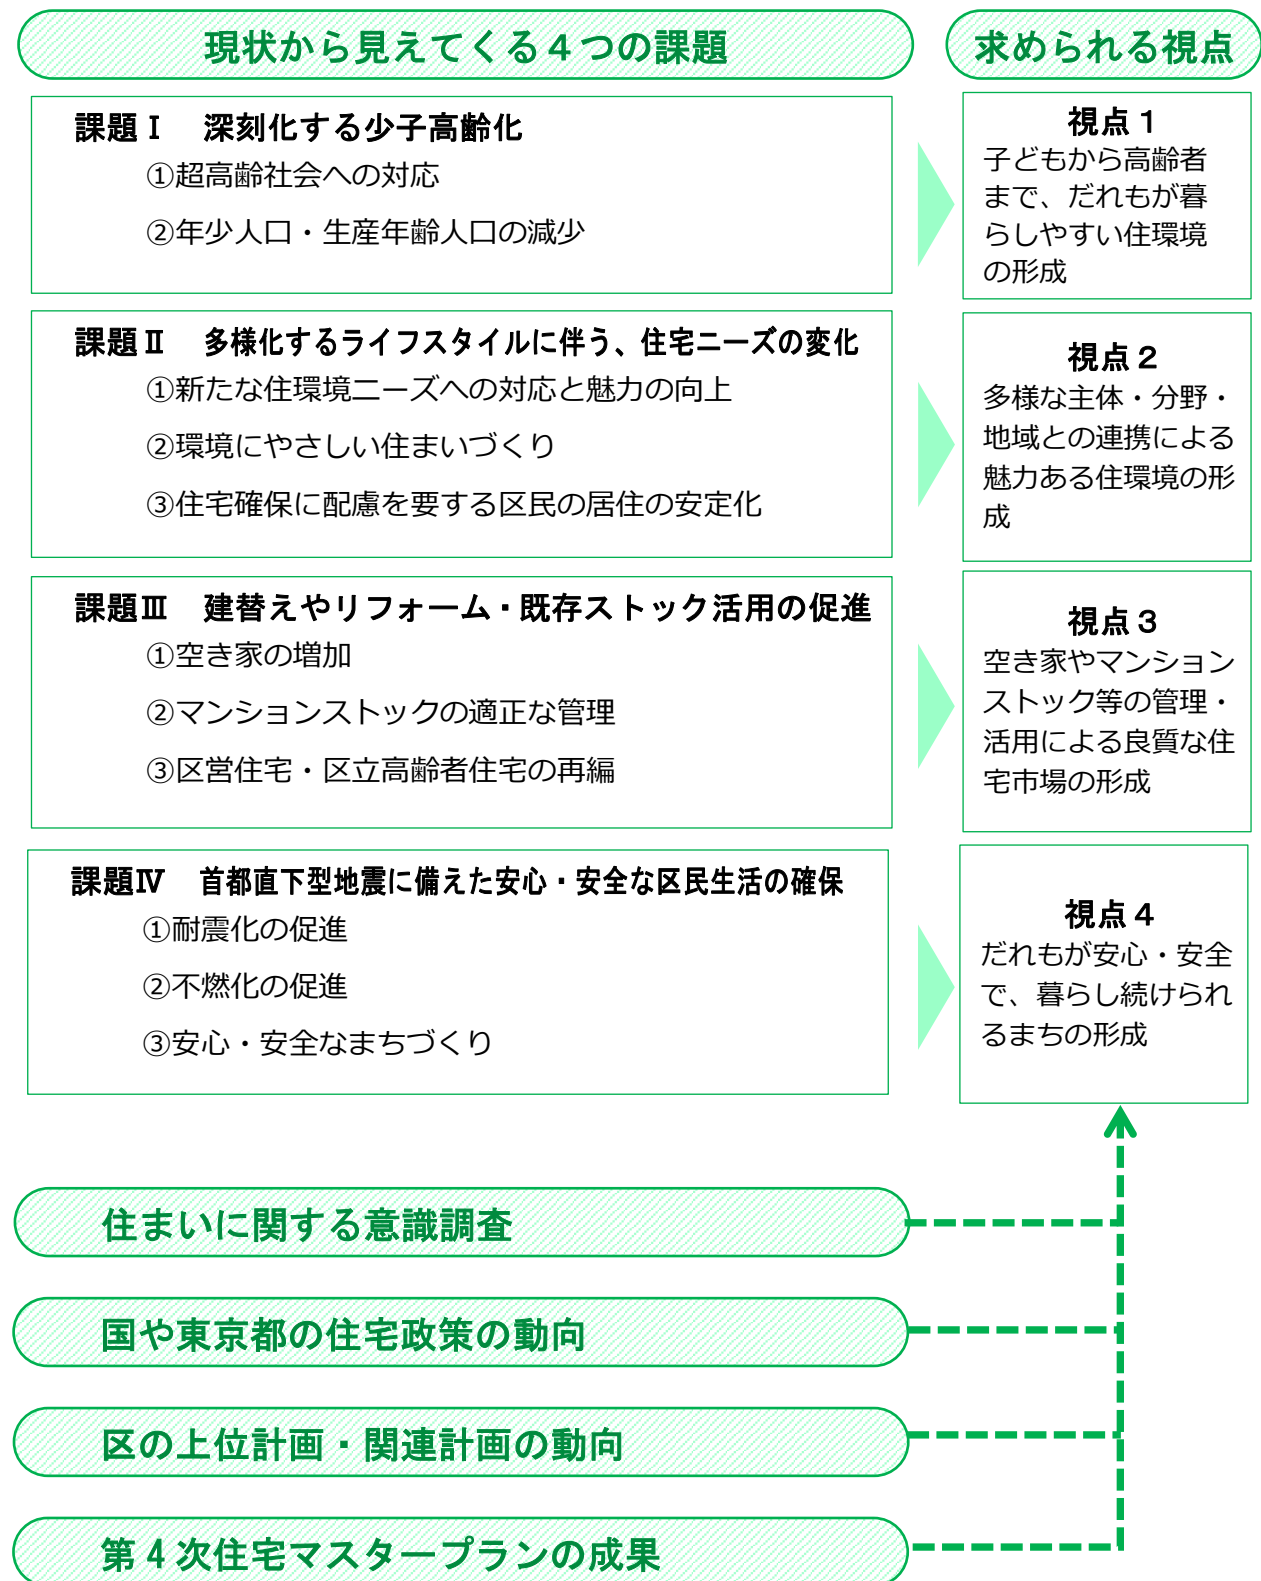 現状から見えてくる４つの課題
求められる視点
課題Ⅰ　深刻化する少子高齢化
①超高齢社会への対応
②年少人口・生産年齢人口の減少
視点１
子どもから高齢者
まで、だれもが暮
らしやすい住環境
の形成
課題Ⅱ　多様化するライフスタイルに伴う、住宅ニーズの変化
①新たな住環境ニーズへの対応と魅力の向上
②環境にやさしい住まいづくり
③住宅確保に配慮を要する区民の居住の安定化
視点２
多様な主体・分野・
地域との連携による
魅力ある住環境の形
成
課題Ⅲ　建替えやリフォーム・既存ストック活用の促進
①空き家の増加
②マンションストックの適正な管理
③区営住宅・区立高齢者住宅の再編
視点３
空き家やマンション
ストック等の管理・
活用による良質な住
宅市場の形成
課題Ⅳ　首都直下型地震に備えた安心・安全な区民生活の確保
①耐震化の促進
②不燃化の促進
③安心・安全なまちづくり
視点４
だれもが安心・安全
で、暮らし続けられ
るまちの形成
住まいに関する意識調査
国や東京都の住宅政策の動向
区の上位計画・関連計画の動向
第４次住宅マスタープランの成果